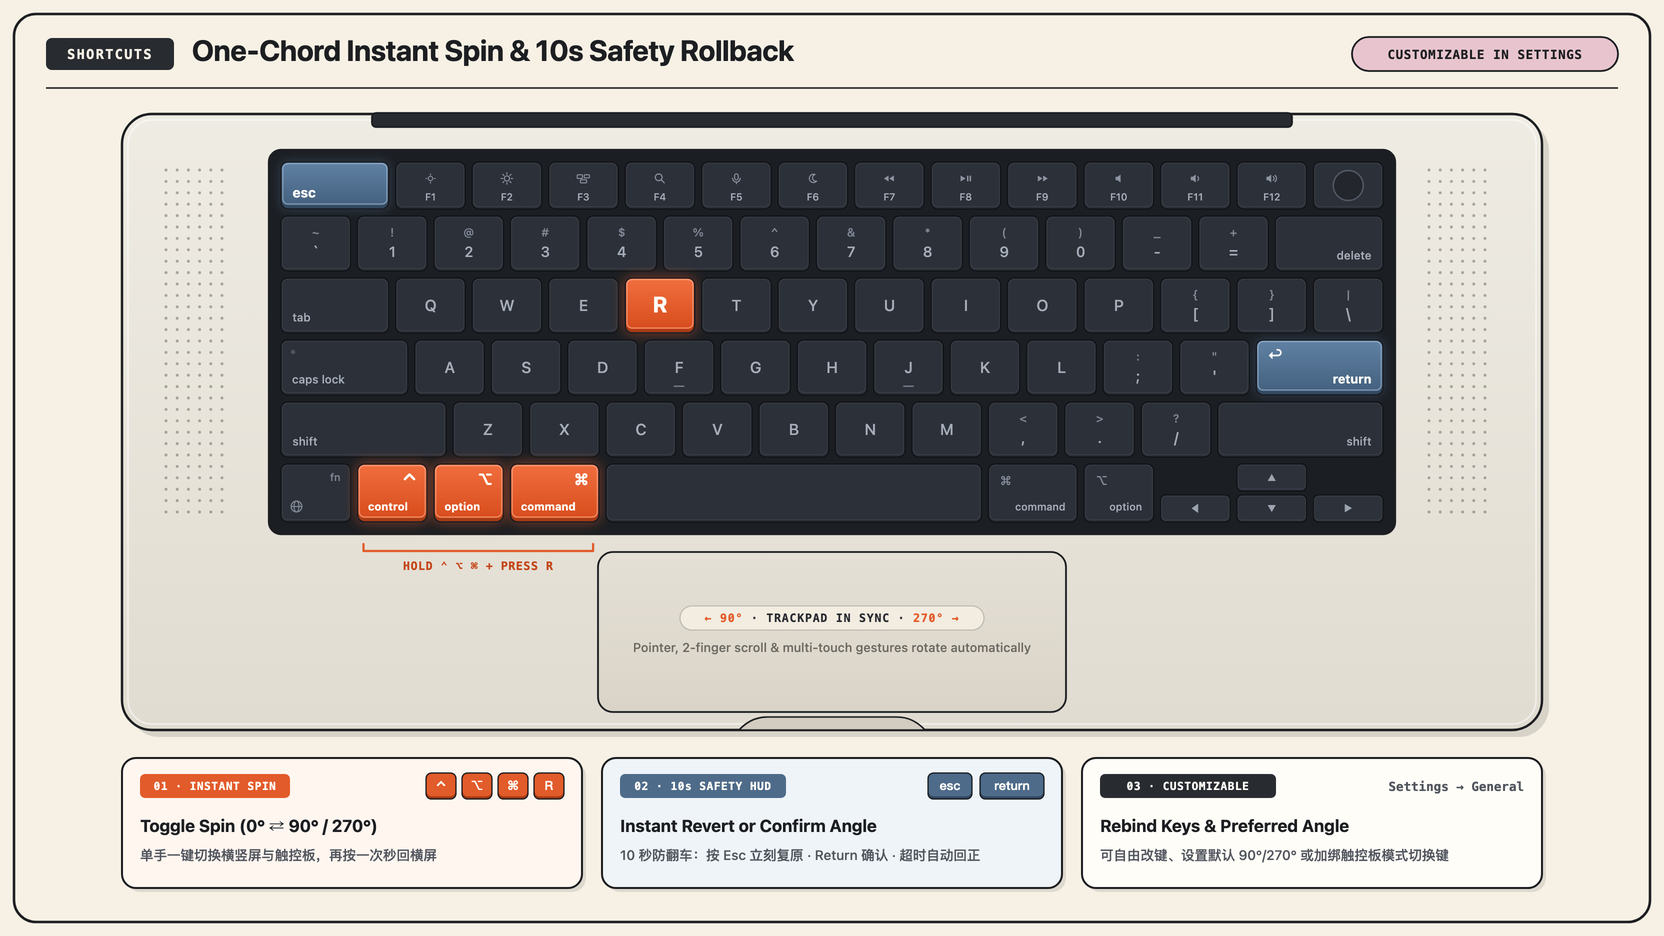 SHORTCUTS
One-Chord Instant Spin & 10s Safety Rollback
CUSTOMIZABLE IN SETTINGS
esc F1 F2 F3 F4 F5 F6 F7 F8 F9 F10 F11 F12
~ ! @ # $ % ^ & * ( ) _ +
` 1 2 3 4 5 6 7 8 9 0 - = delete
tab Q W E R T Y U I O P { [ } ] | \
caps lock A S D F G H J K L : ; " ' ↩ return
shift Z X C V B N M < , > . ? / shift
fn ^ control ⌥ option ⌘ command ⌘ command ⌥ option ◀ ▲ ▼ ▶
HOLD ^ ⌥ ⌘ + PRESS R
← 90° · TRACKPAD IN SYNC · 270° →
Pointer, 2-finger scroll & multi-touch gestures rotate automatically
01 · INSTANT SPIN ^ ⌥ ⌘ R
Toggle Spin (0° ⇄ 90° / 270°)
单手一键切换横竖屏与触控板，再按一次秒回横屏
02 · 10s SAFETY HUD esc return
Instant Revert or Confirm Angle
10 秒防翻车：按 Esc 立刻复原 · Return 确认 · 超时自动回正
03 · CUSTOMIZABLE Settings → General
Rebind Keys & Preferred Angle
可自由改键、设置默认 90°/270° 或加绑触控板模式切换键